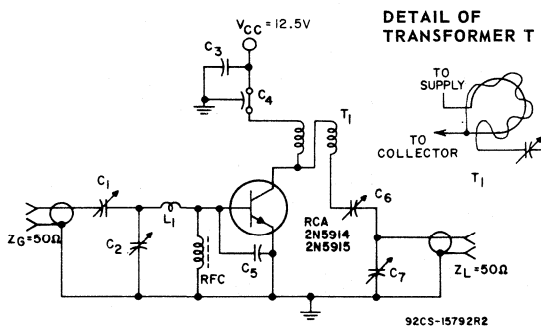 DETAIL OF
TRANSFORMER T
VCC = 12.5V
C3
C4
T1
TO
SUPPLY
TO
COLLECTOR
T1
C1
L1
C2
RFC
C5
RCA
2N5914
2N5915
C6
C7
ZG=50Ω
ZL=50Ω
92CS-15792R2